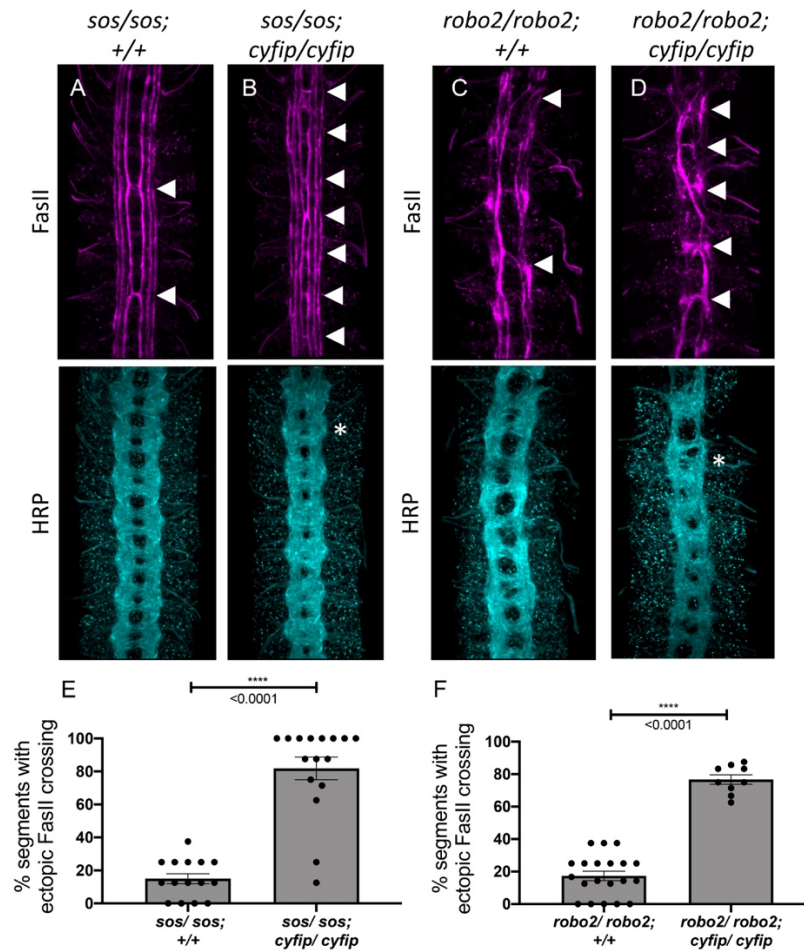 sos/sos;
+/+
sos/sos;
cyfip/cyfip
robo2/robo2;
+/+
robo2/robo2;
cyfip/cyfip
A
B
C
D
FasII
FasII
*
*
HRP
HRP
E
****
<0.0001
% segments with
ectopic FasII crossing
100
80
60
40
20
0
sos/ sos;
+/+
sos/ sos;
cyfip/ cyfip
F
****
<0.0001
% segments with
ectopic FasII crossing
100
80
60
40
20
0
robo2/ robo2;
+/+
robo2/ robo2;
cyfip/ cyfip